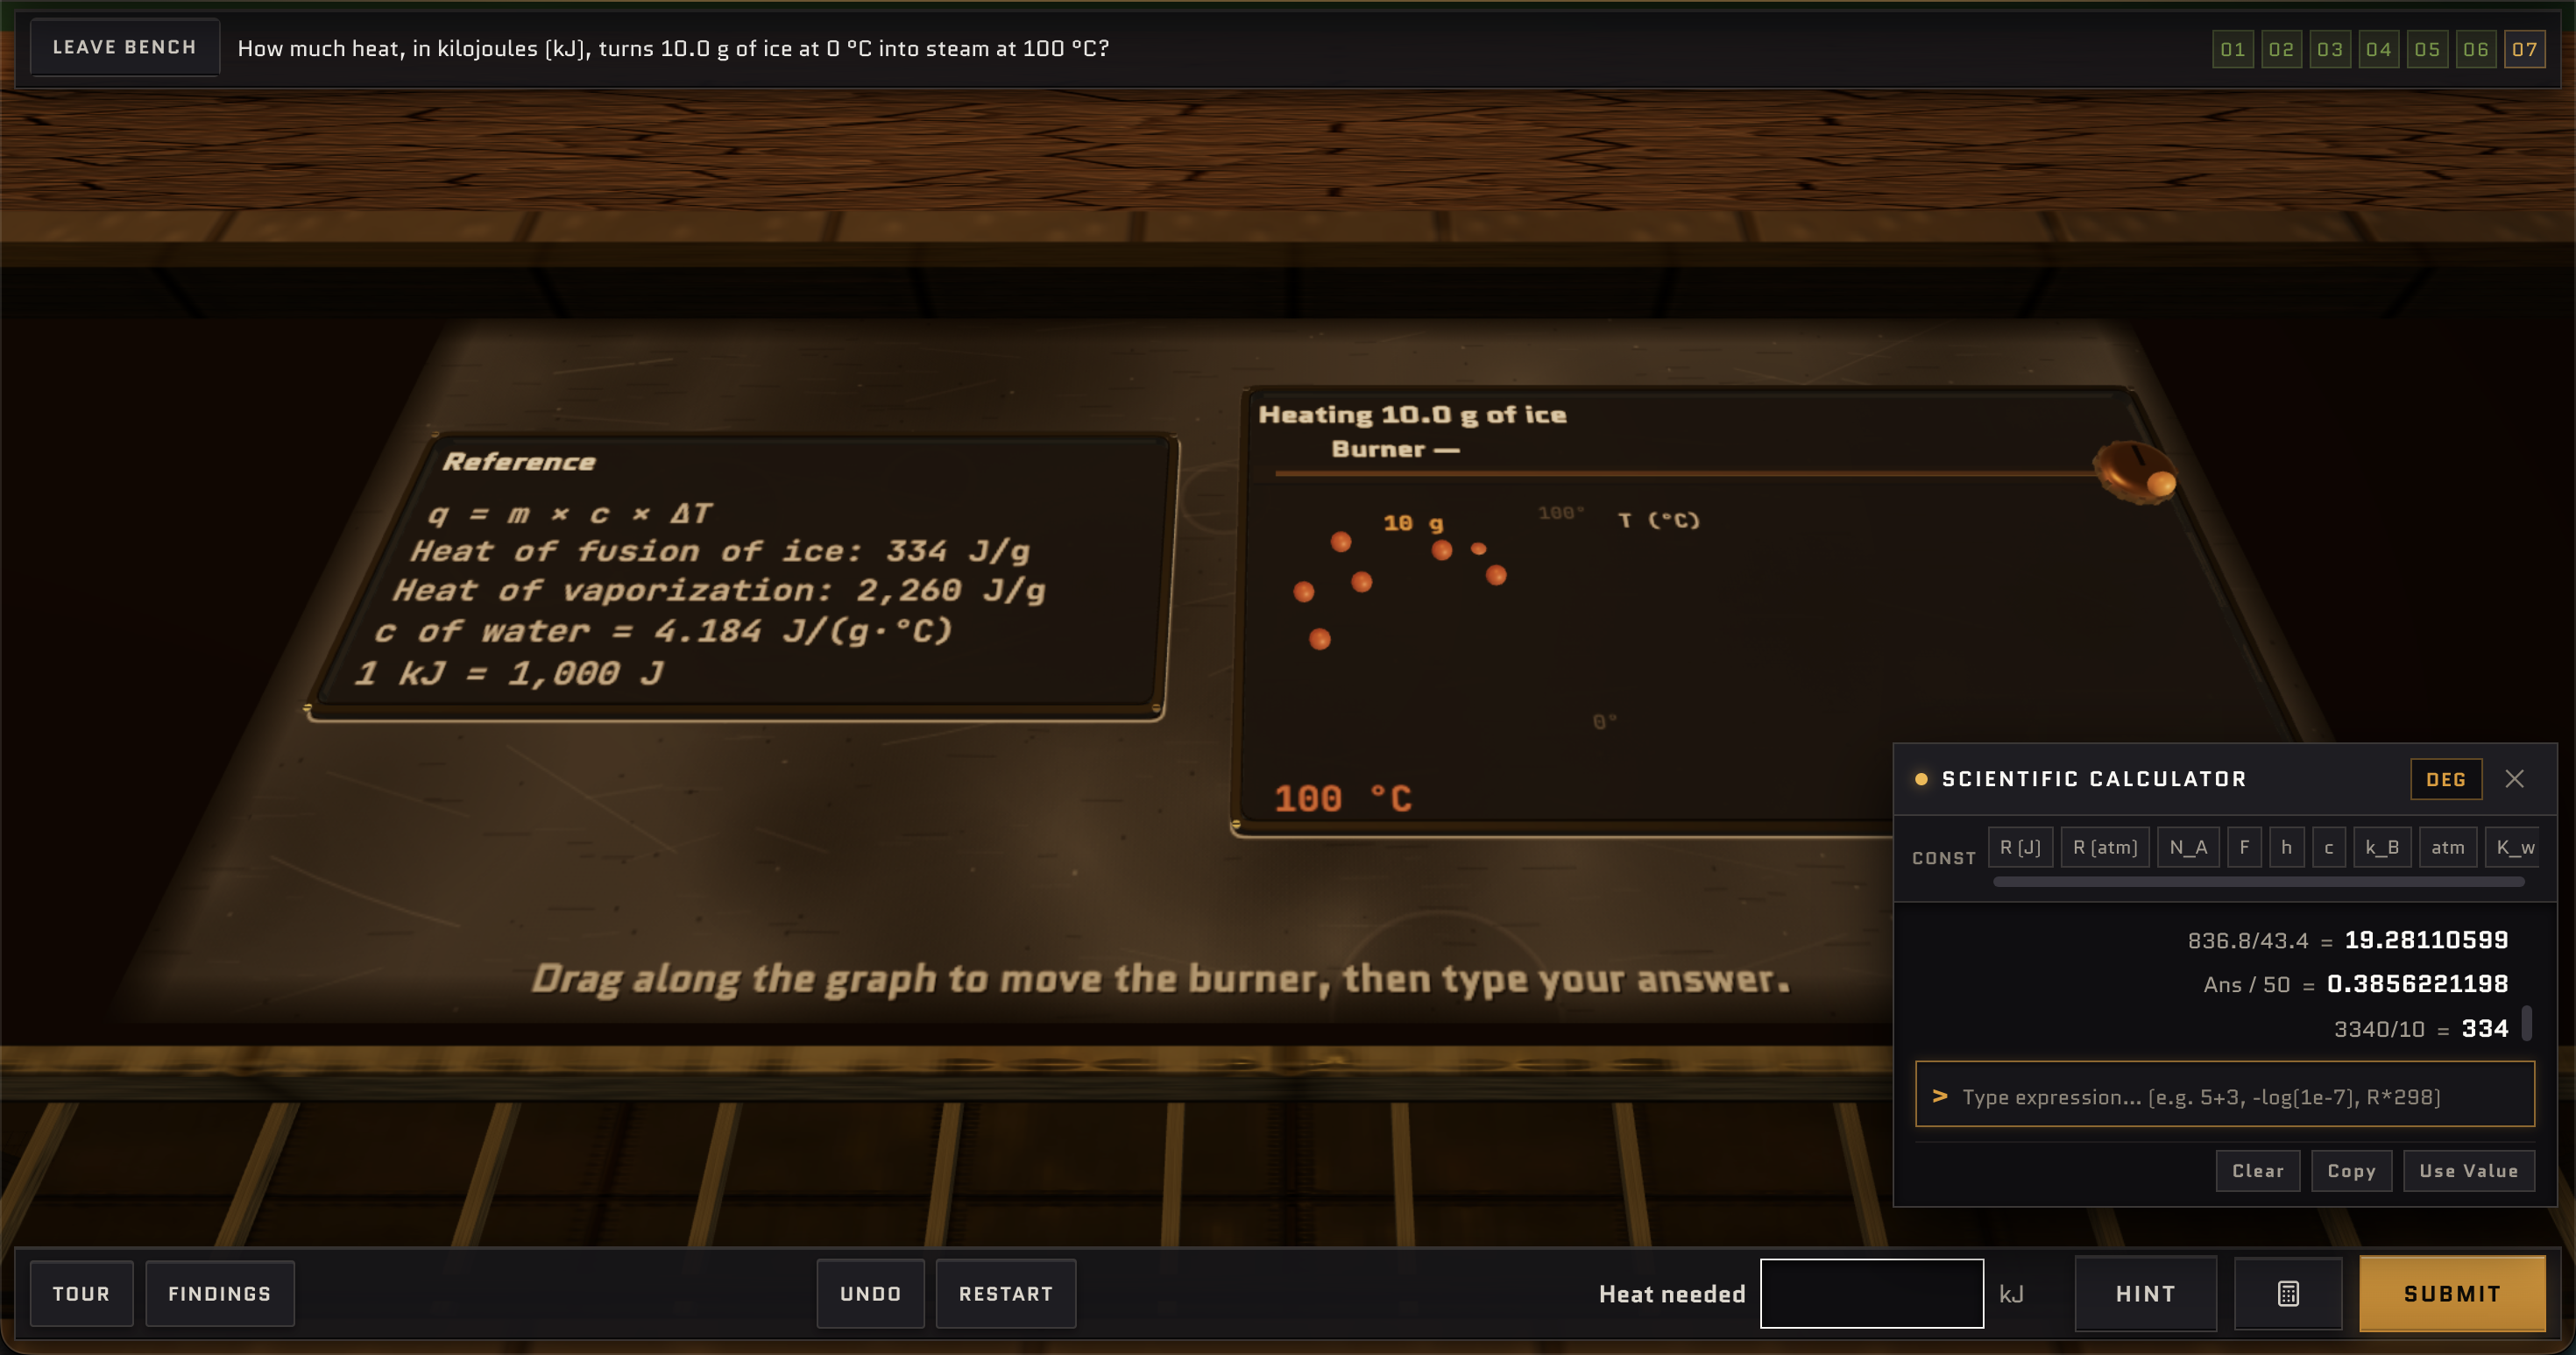 LEAVE BENCH
How much heat, in kilojoules (kJ), turns 10.0 g of ice at 0 °C into steam at 100 °C?
01 02 03 04 05 06 07
Reference
q = m × c × ΔT
Heat of fusion of ice: 334 J/g
Heat of vaporization: 2,260 J/g
c of water = 4.184 J/(g·°C)
1 kJ = 1,000 J
Heating 10.0 g of ice
Burner —
10 g
100°
T (°C)
0°
100 °C
Drag along the graph to move the burner, then type your answer.
SCIENTIFIC CALCULATOR
DEG
CONST
R (J) R (atm) N_A F h c k_B atm K_w
836.8/43.4 = 19.28110599
Ans / 50 = 0.3856221198
3340/10 = 334
> Type expression... (e.g. 5+3, -log(1e-7), R*298)
Clear Copy Use Value
TOUR FINDINGS UNDO RESTART Heat needed kJ HINT SUBMIT